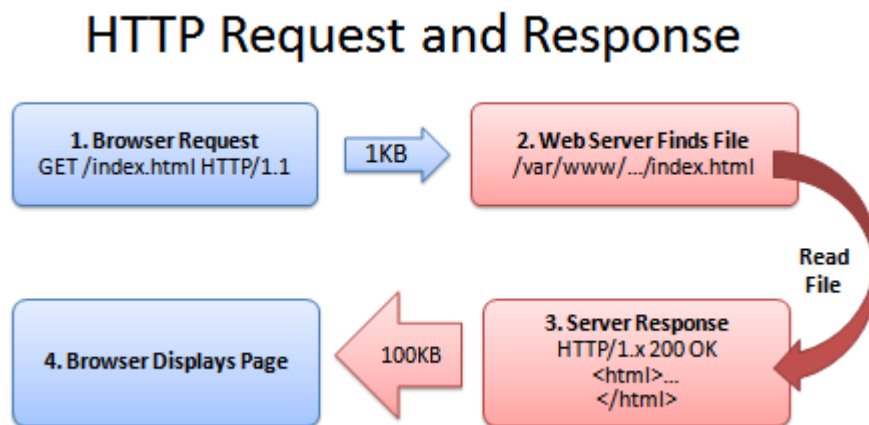 HTTP Request and Response
1. Browser Request
GET /index.html HTTP/1.1
1KB
2. Web Server Finds File
/var/www/.../index.html
Read
File
3. Server Response
HTTP/1.x 200 OK
<html>...
</html>
100KB
4. Browser Displays Page